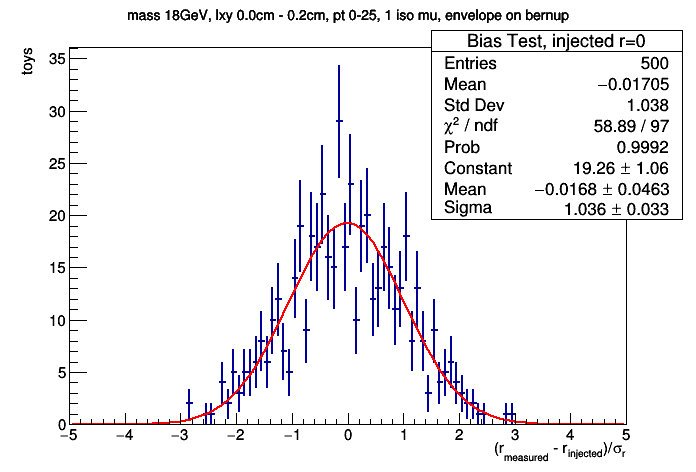 mass 18GeV, lxy 0.0cm - 0.2cm, pt 0-25, 1 iso mu, envelope on bernup
Bias Test, injected r=0
Entries 500
Mean −0.01705
Std Dev 1.038
χ² / ndf 58.89 / 97
Prob 0.9992
Constant 19.26 ± 1.06
Mean −0.0168 ± 0.0463
Sigma 1.036 ± 0.033
toys
35
30
25
20
15
10
5
0
−5 −4 −3 −2 −1 0 1 2 3 4 5
(r_measured - r_injected)/σ_r